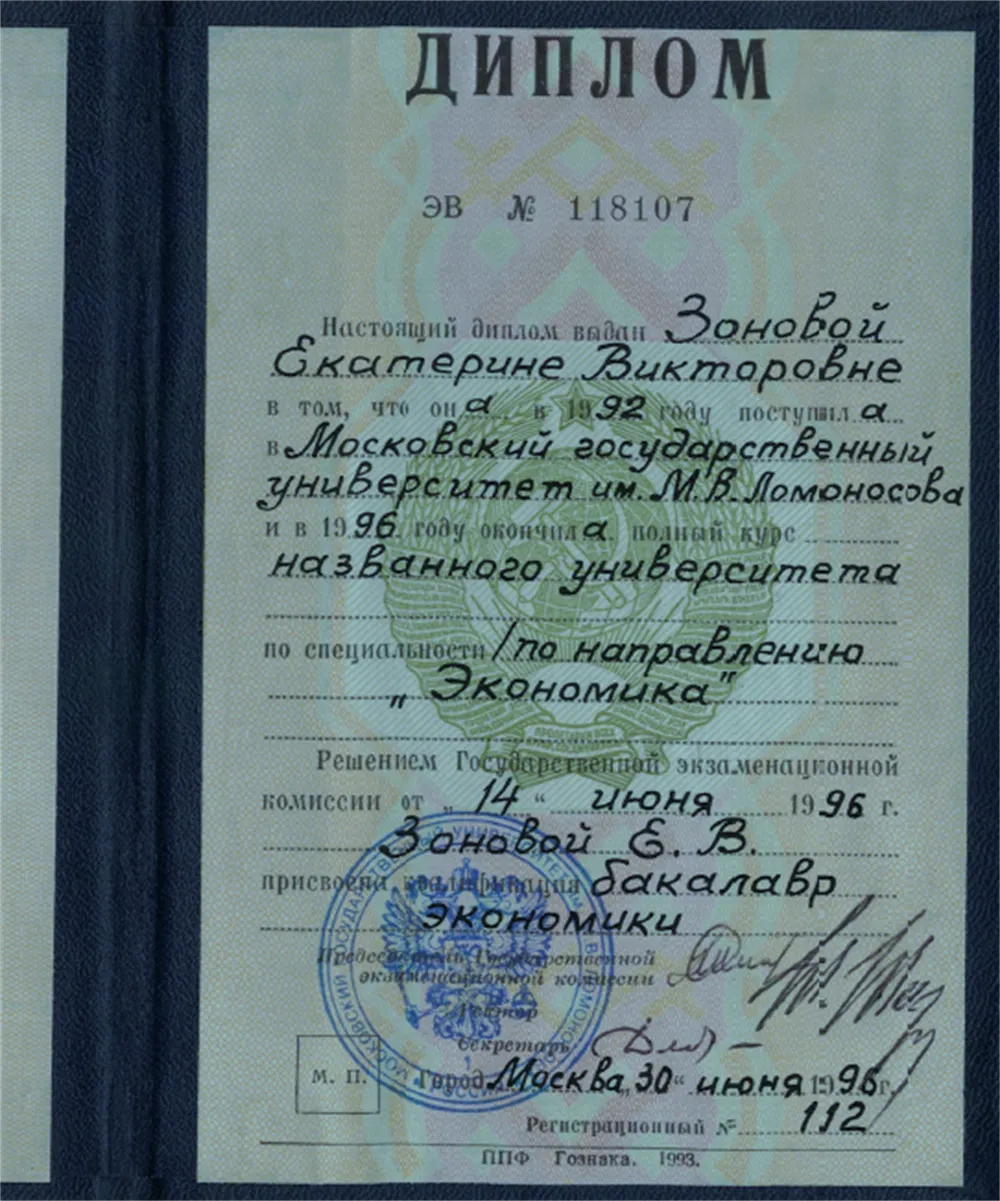 ДИПЛОМ
ЭВ № 118107
Настоящий диплом выдан Зоновой
Екатерине Викторовне
в том, что она в 1992 году поступила
в Московский государственный
университет им. М.В. Ломоносова
и в 1996 году окончила полный курс
названного университета
по специальности /по направлению
„Экономика"
Решением Государственной экзаменационной
комиссии от „14" июня 1996 г.
Зоновой Е. В.
присвоена квалификация бакалавр
экономики
Председатель Государственной
экзаменационной комиссии
Ректор
Секретарь
М. П. Город Москва „30" июня 1996 г.
Регистрационный № 112
ППФ Гознака. 1993.